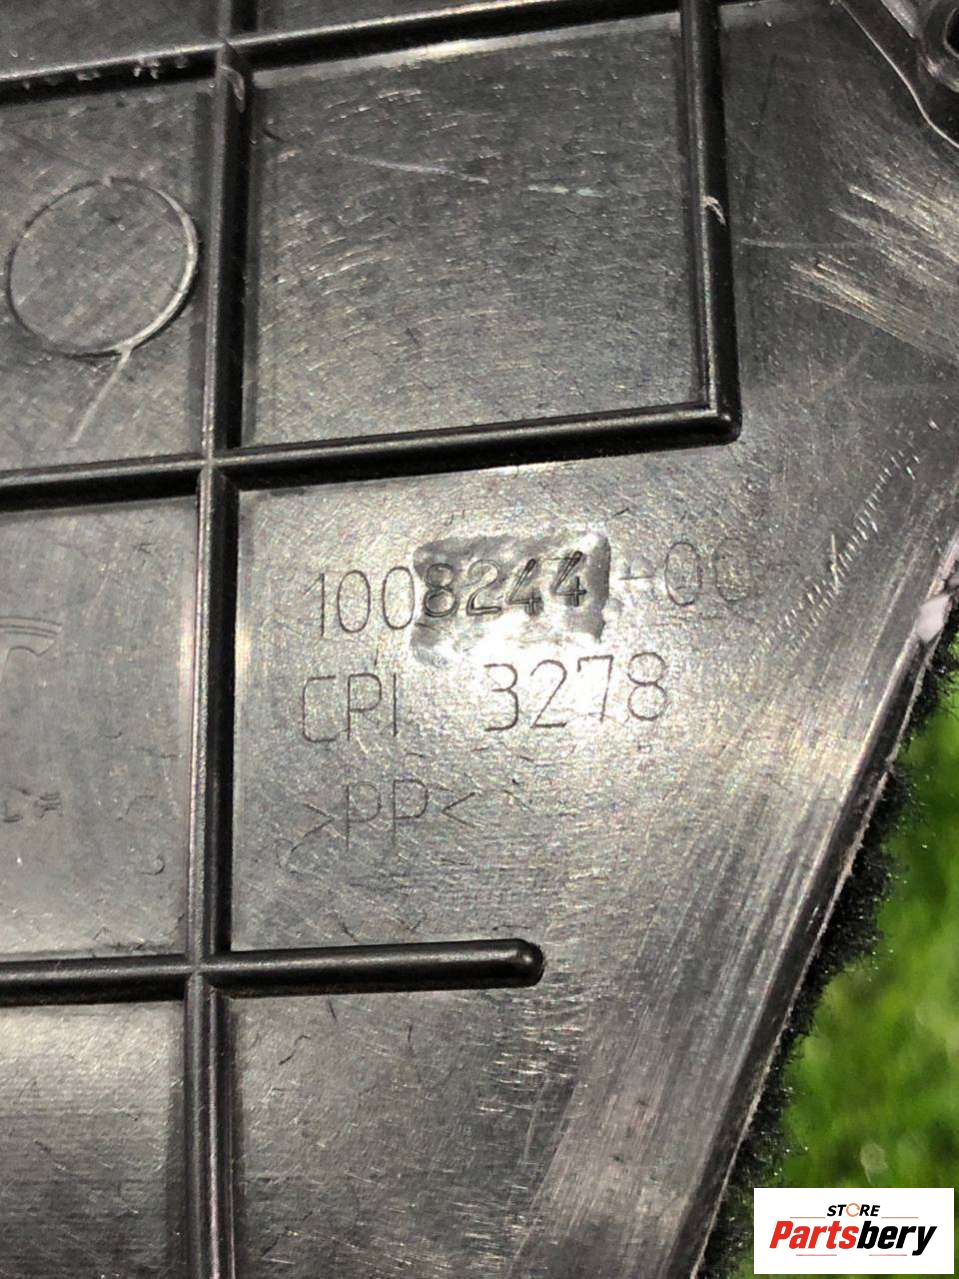 1008244-00
CPI 3278
>PP<
STORE
Partsbery